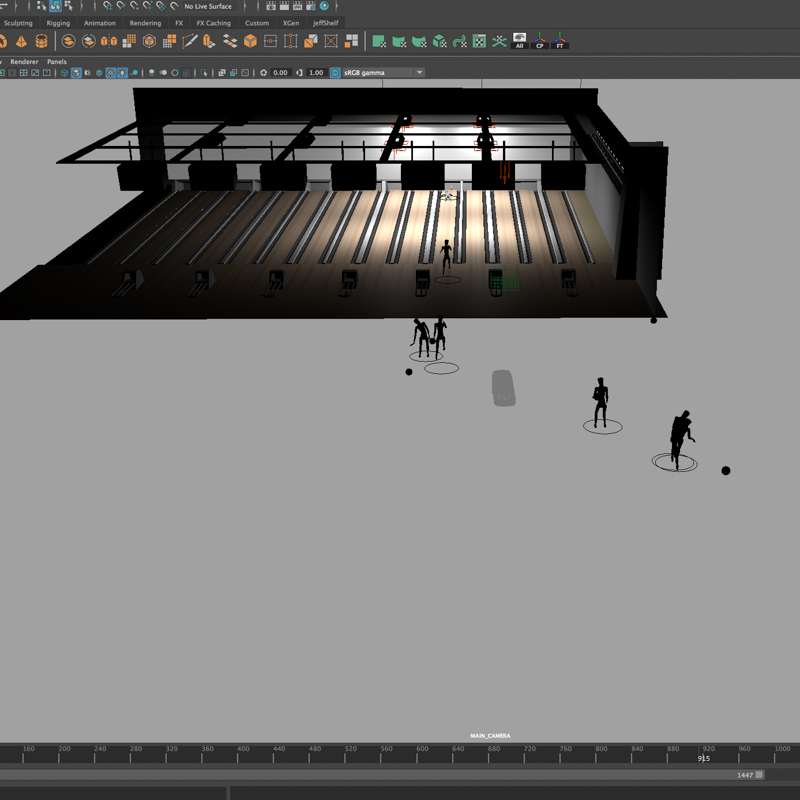 No Live Surface
Sculpting Rigging Animation Rendering FX FX Caching Custom XGen jeffShelf
All CP FT
Renderer Panels
0.00 1.00 sRGB gamma
MAIN_CAMERA
160 200 240 280 320 360 400 440 480 520 560 600 640 680 720 760 800 840 880 920 960 1000
915
1447